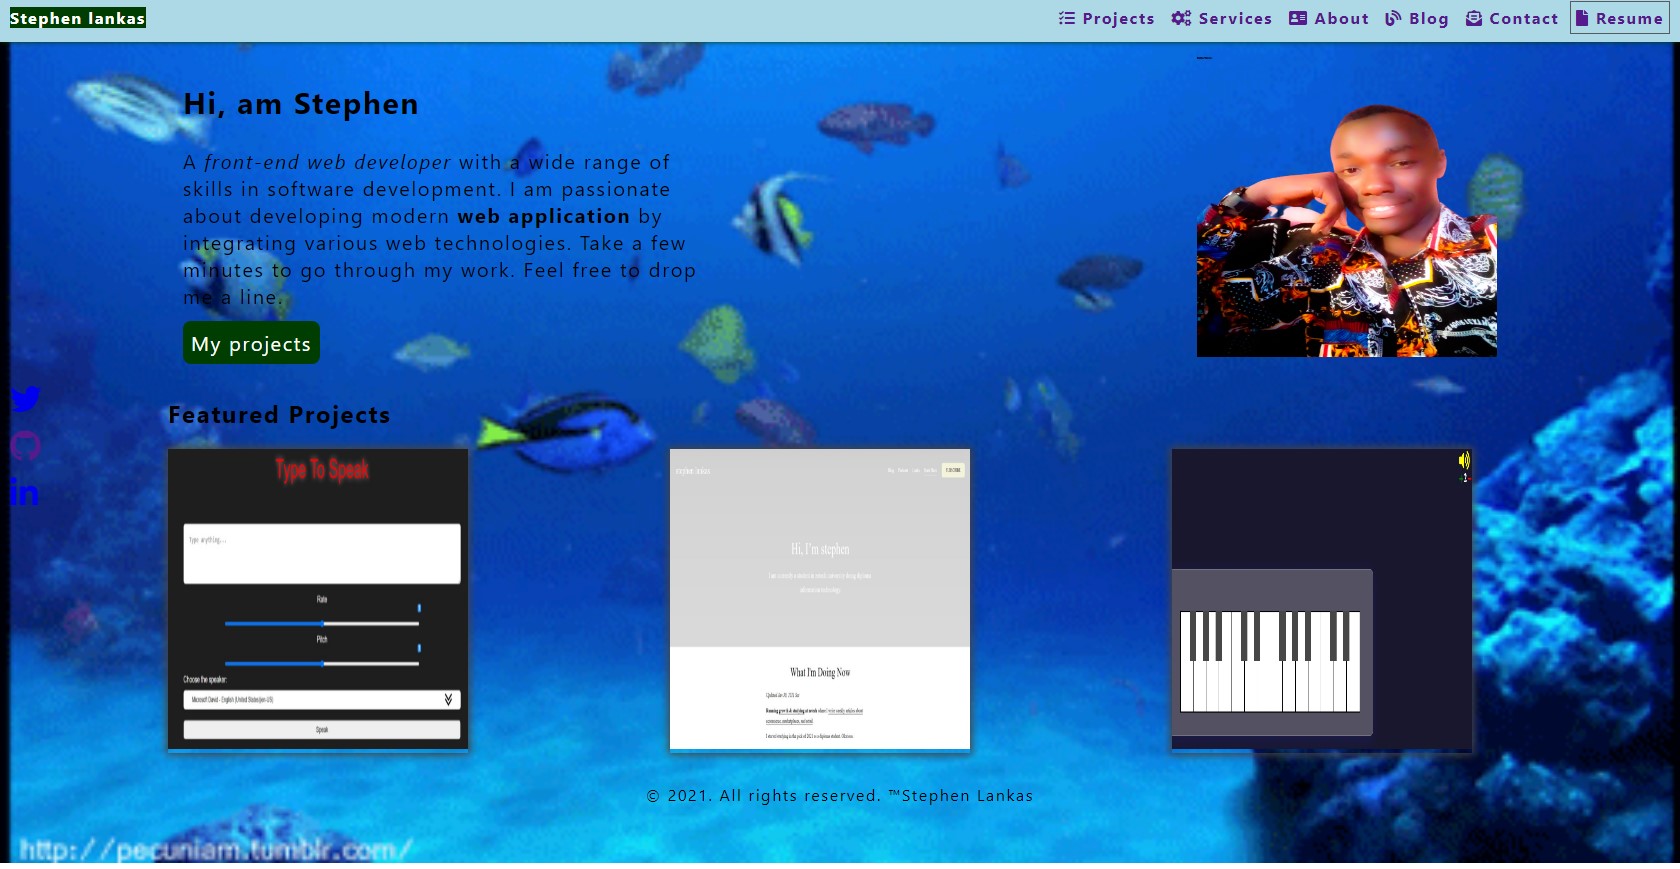 Stephen lankas
Projects Services About Blog Contact Resume
Hi, am Stephen
A front-end web developer with a wide range of
skills in software development. I am passionate
about developing modern web application by
integrating various web technologies. Take a few
minutes to go through my work. Feel free to drop
me a line.
My projects
Featured Projects
Type To Speak
Type anything...
Rate
Pitch
Choose the speaker:
Microsoft David - English (United States)(en-US)
Speak
stephen lankas
Hi, I'm stephen
What I'm Doing Now
2
© 2021. All rights reserved. ™Stephen Lankas
http://pecuniam.tumblr.com/